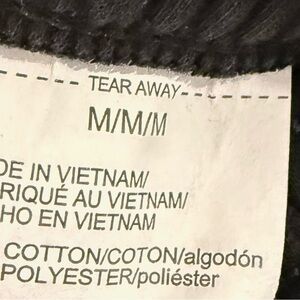 TEAR AWAY
M/M/M
DE IN VIETNAM/
RIQUÉ AU VIETNAM/
HO EN VIETNAM
COTTON/COTON/algodón
POLYESTER/poliéster